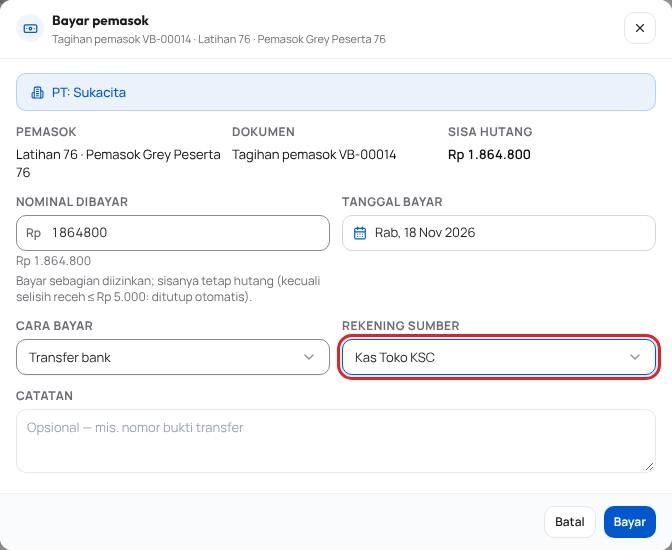 Bayar pemasok
Tagihan pemasok VB-00014 · Latihan 76 · Pemasok Grey Peserta 76
PT: Sukacita
PEMASOK
Latihan 76 · Pemasok Grey Peserta 76
DOKUMEN
Tagihan pemasok VB-00014
SISA HUTANG
Rp 1.864.800
NOMINAL DIBAYAR
Rp 1864800
Rp 1.864.800
Bayar sebagian diizinkan; sisanya tetap hutang (kecuali
selisih receh ≤ Rp 5.000: ditutup otomatis).
TANGGAL BAYAR
Rab, 18 Nov 2026
CARA BAYAR
Transfer bank
REKENING SUMBER
Kas Toko KSC
CATATAN
Opsional — mis. nomor bukti transfer
Batal
Bayar